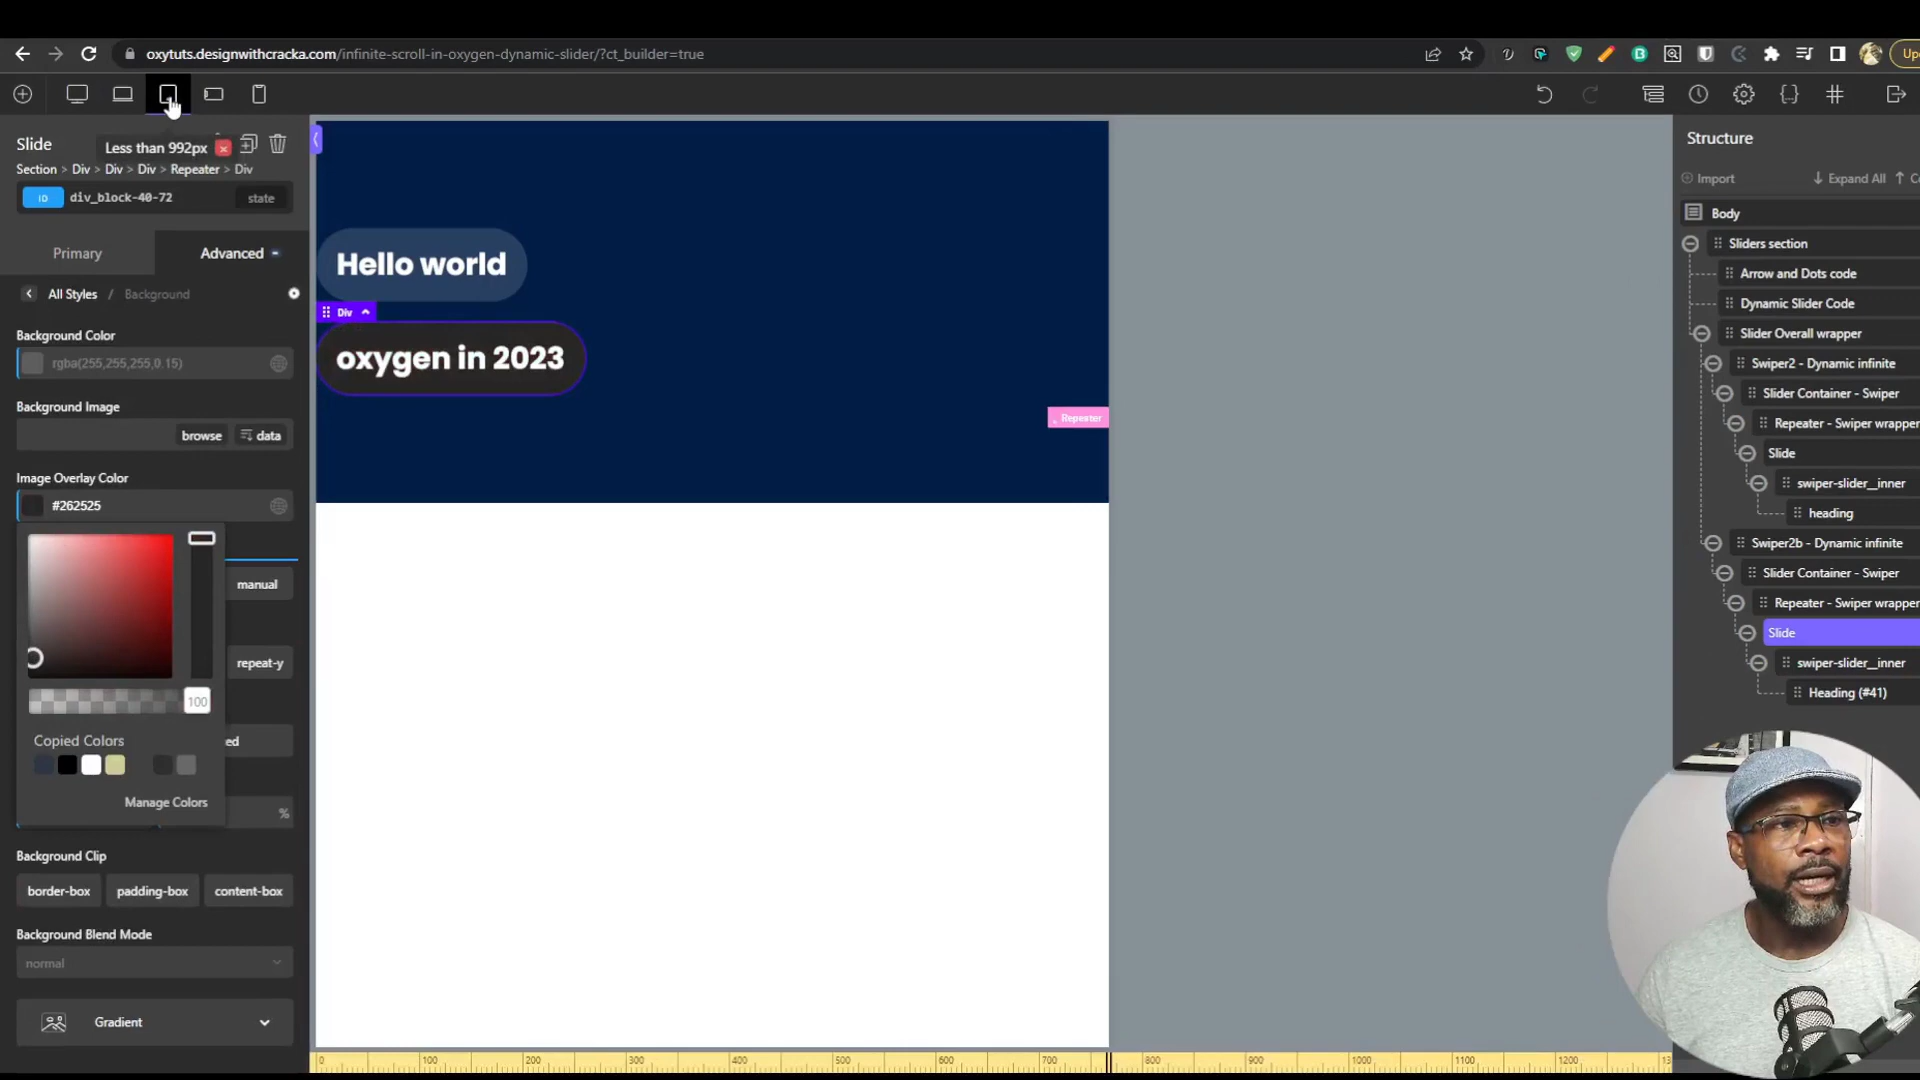 oxytuts.designwithcracka.com/infinite-scroll-in-oxygen-dynamic-slider/?ct_builder=true
Slide
Less than 992px
Section > Div > Div > Div > Repeater > Div
ID div_block-40-72 state
Primary Advanced
All Styles / Background
Background Color
rgba(255,255,255,0.15)
Background Image
browse data
Image Overlay Color
#262525
manual
repeat-y
100
Copied Colors
ed
Manage Colors
%
Background Clip
border-box padding-box content-box
Background Blend Mode
normal
Gradient
Hello world
Div
oxygen in 2023
Repeater
0 100 200 300 400 500 600 700 800 900 1000 1100 1200
Structure
Import Expand All
Body
Sliders section
Arrow and Dots code
Dynamic Slider Code
Slider Overall wrapper
Swiper2 - Dynamic infinite
Slider Container - Swiper
Repeater - Swiper wrapper
Slide
swiper-slider__inner
heading
Swiper2b - Dynamic infinite
Slider Container - Swiper
Repeater - Swiper wrapper
Slide
swiper-slider__inner
Heading (#41)